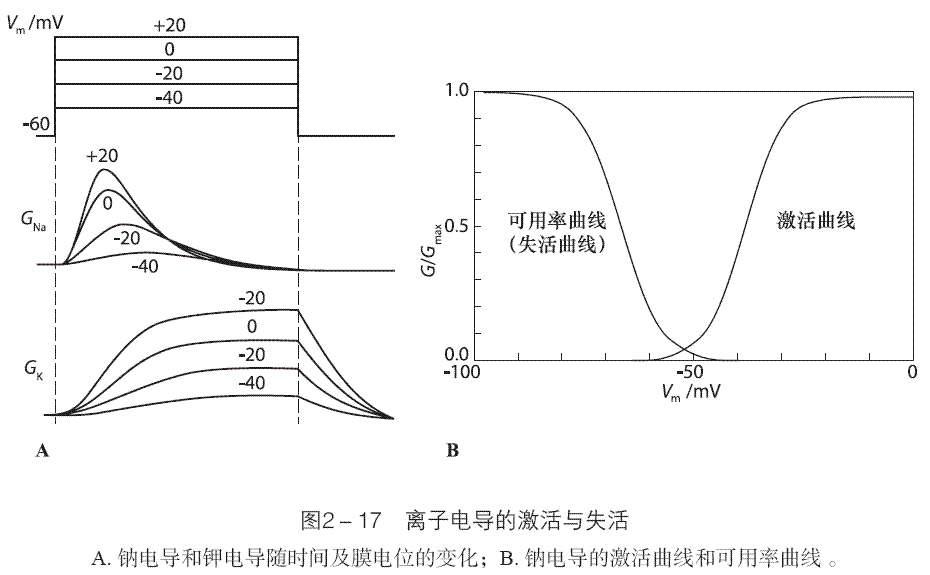 Vm /mV
+20
0
-20
-40
-60
+20
0
-20
-40
GNa
-20
0
-20
-40
GK
A
1.0
0.5
0.0
G/Gmax
可用率曲线
(失活曲线)
激活曲线
-100
-50
0
Vm /mV
B
图2-17 离子电导的激活与失活
A. 钠电导和钾电导随时间及膜电位的变化；B. 钠电导的激活曲线和可用率曲线 。